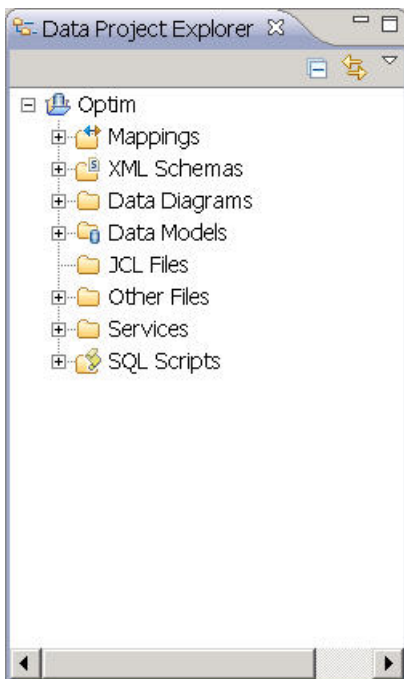 Data Project Explorer
Optim
Mappings
XML Schemas
Data Diagrams
Data Models
JCL Files
Other Files
Services
SQL Scripts